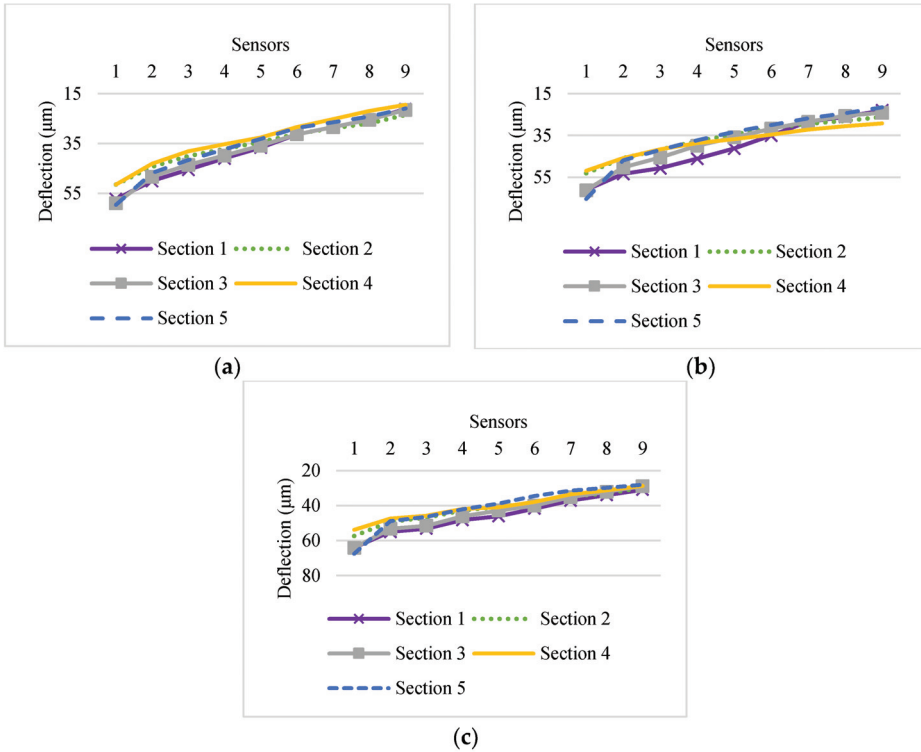 Sensors
1 2 3 4 5 6 7 8 9
15
35
55
Deflection (µm)
Section 1 Section 2
Section 3 Section 4
Section 5
(a)
Sensors
1 2 3 4 5 6 7 8 9
15
35
55
Deflection (µm)
Section 1 Section 2
Section 3 Section 4
Section 5
(b)
Sensors
1 2 3 4 5 6 7 8 9
20
40
60
80
Deflection (µm)
Section 1 Section 2
Section 3 Section 4
Section 5
(c)